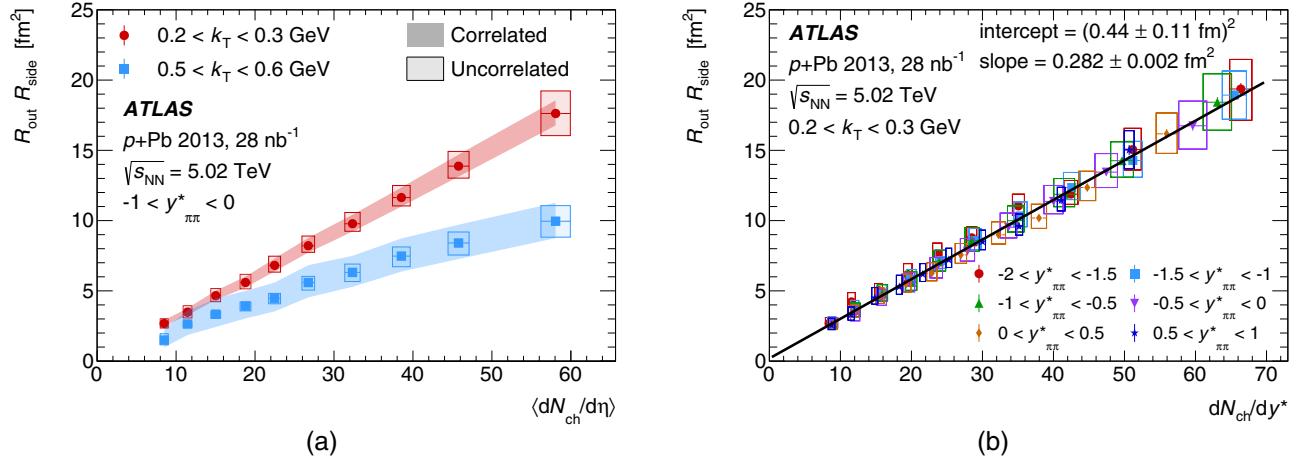 R_out R_side [fm²]
25
20
15
10
5
0
0 10 20 30 40 50 60
⟨dN_ch/dη⟩
0.2 < k_T < 0.3 GeV
0.5 < k_T < 0.6 GeV
Correlated
Uncorrelated
ATLAS
p+Pb 2013, 28 nb⁻¹
√s_NN = 5.02 TeV
-1 < y*_ππ < 0
(a)
R_out R_side [fm²]
25
20
15
10
5
0
0 10 20 30 40 50 60 70
dN_ch/dy*
ATLAS
p+Pb 2013, 28 nb⁻¹
√s_NN = 5.02 TeV
0.2 < k_T < 0.3 GeV
intercept = (0.44 ± 0.11 fm)²
slope = 0.282 ± 0.002 fm²
-2 < y*_ππ < -1.5
-1.5 < y*_ππ < -1
-1 < y*_ππ < -0.5
-0.5 < y*_ππ < 0
0 < y*_ππ < 0.5
0.5 < y*_ππ < 1
(b)